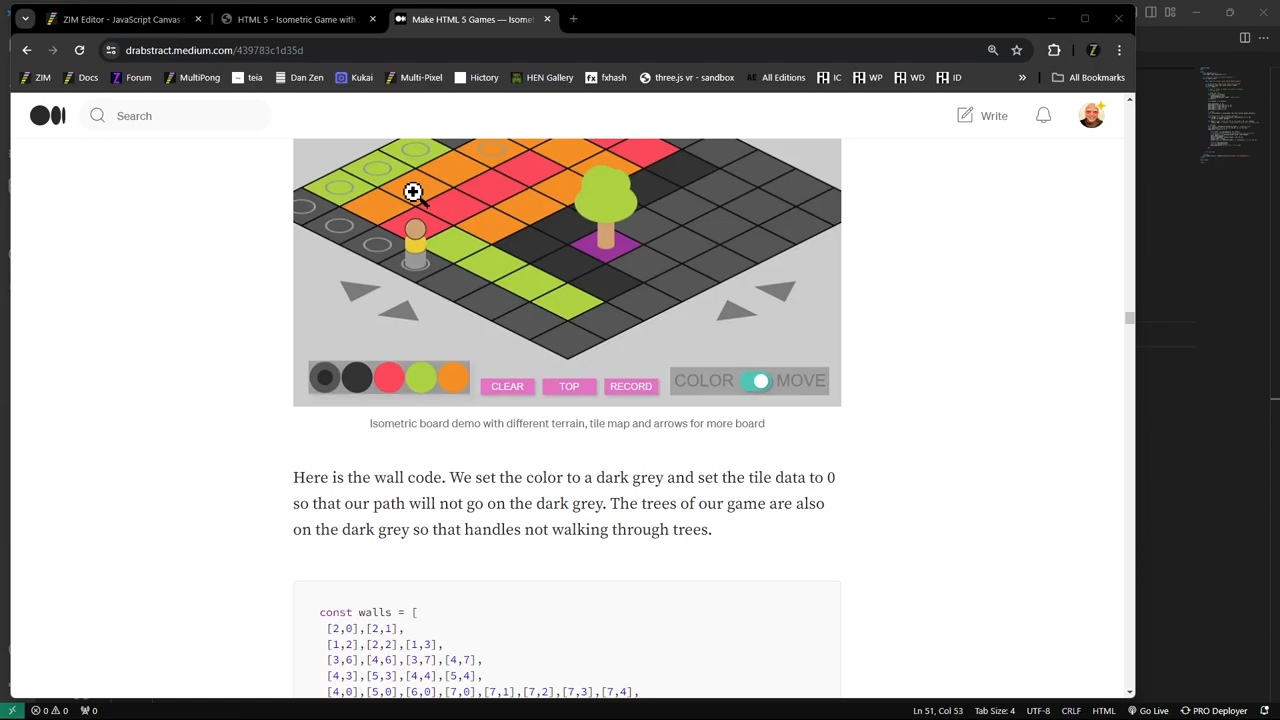 ZIM Editor - JavaScript Canvas
HTML 5 - Isometric Game with
Make HTML 5 Games — Isomet
drabstract.medium.com/439783c1d35d
ZIM
Docs
Forum
MultiPong
teia
Dan Zen
Kukai
Multi-Pixel
Hictory
HEN Gallery
fxhash
three.js vr - sandbox
All Editions
IC
WP
WD
ID
All Bookmarks
Search
Write
CLEAR
TOP
RECORD
COLOR
MOVE
Isometric board demo with different terrain, tile map and arrows for more board
Here is the wall code. We set the color to a dark grey and set the tile data to 0
so that our path will not go on the dark grey. The trees of our game are also
on the dark grey so that handles not walking through trees.
const walls = [
[2,0],[2,1],
[1,2],[2,2],[1,3],
[3,6],[4,6],[3,7],[4,7],
[4,3],[5,3],[4,4],[5,4],
[4,0],[5,0],[6,0],[7,0],[7,1],[7,2],[7,3],[7,4],
0 0 0
Ln 51, Col 53
Tab Size: 4
UTF-8
CRLF
HTML
Go Live
PRO Deployer